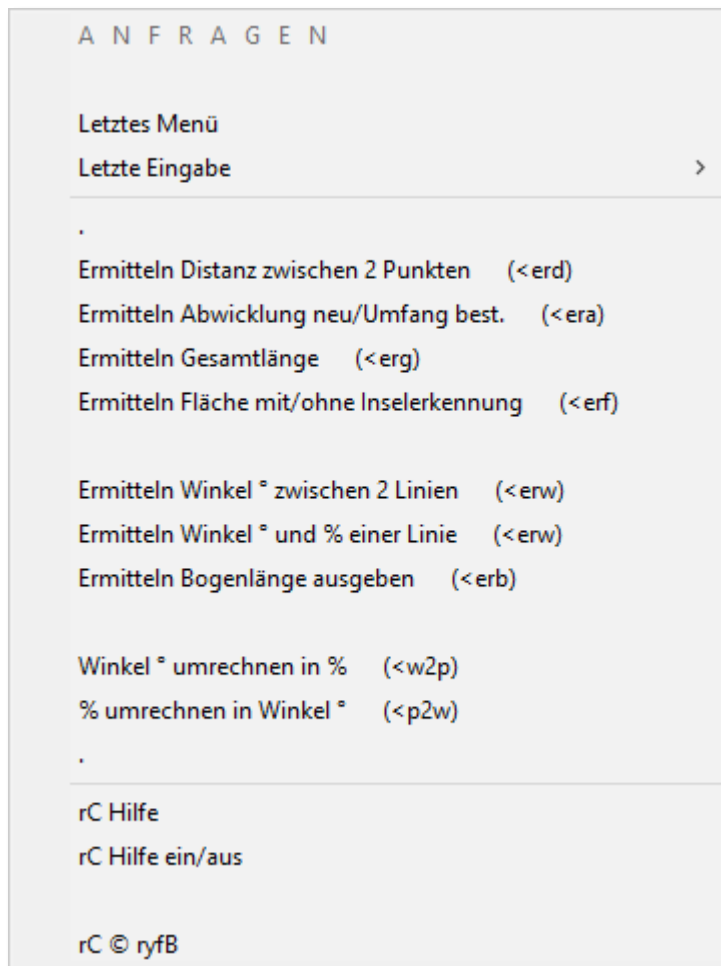 A N F R A G E N
Letztes Menü
Letzte Eingabe >
.
Ermitteln Distanz zwischen 2 Punkten (<erd)
Ermitteln Abwicklung neu/Umfang best. (<era)
Ermitteln Gesamtlänge (<erg)
Ermitteln Fläche mit/ohne Inselerkennung (<erf)
Ermitteln Winkel ° zwischen 2 Linien (<erw)
Ermitteln Winkel ° und % einer Linie (<erw)
Ermitteln Bogenlänge ausgeben (<erb)
Winkel ° umrechnen in % (<w2p)
% umrechnen in Winkel ° (<p2w)
.
rC Hilfe
rC Hilfe ein/aus
rC © ryfB